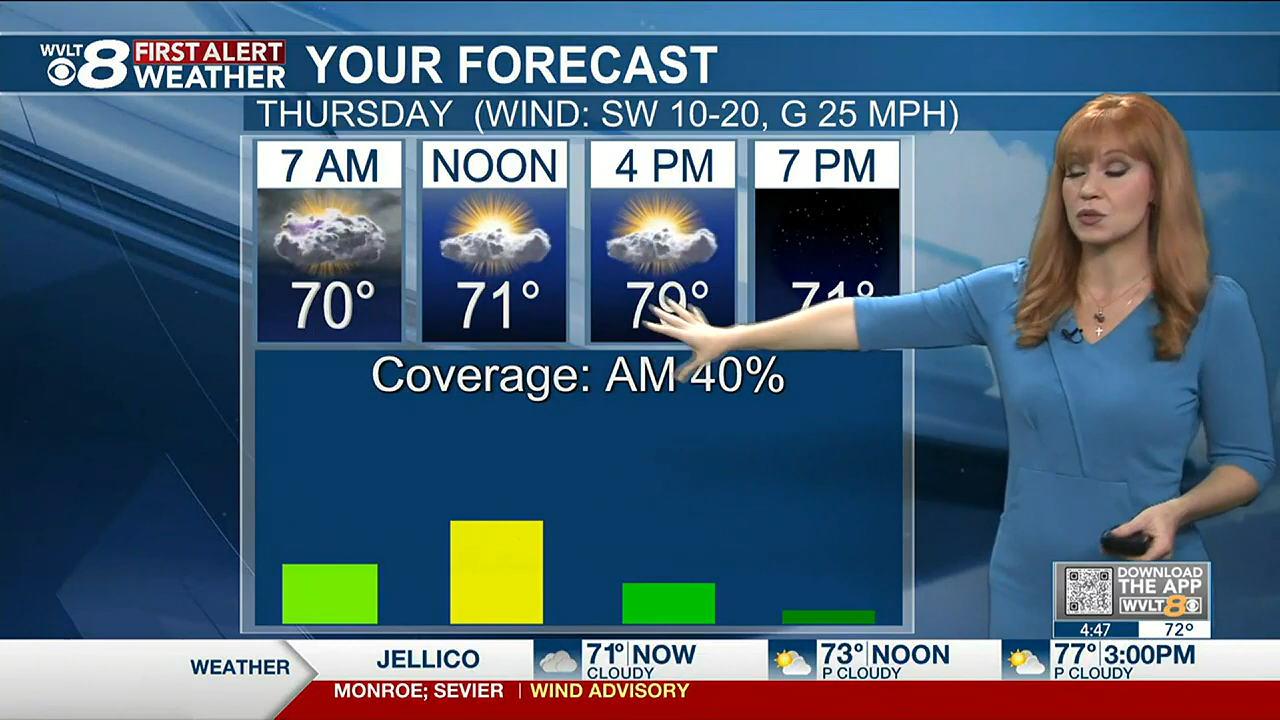 WVLT 8 FIRST ALERT WEATHER
YOUR FORECAST
THURSDAY (WIND: SW 10-20, G 25 MPH)
7 AM NOON 4 PM 7 PM
70° 71° 79° 71°
Coverage: AM 40%
DOWNLOAD
THE APP
WVLT 8
4:47 72°
WEATHER JELLICO 71° NOW 73° NOON 77° 3:00PM
CLOUDY P CLOUDY P CLOUDY
MONROE; SEVIER | WIND ADVISORY